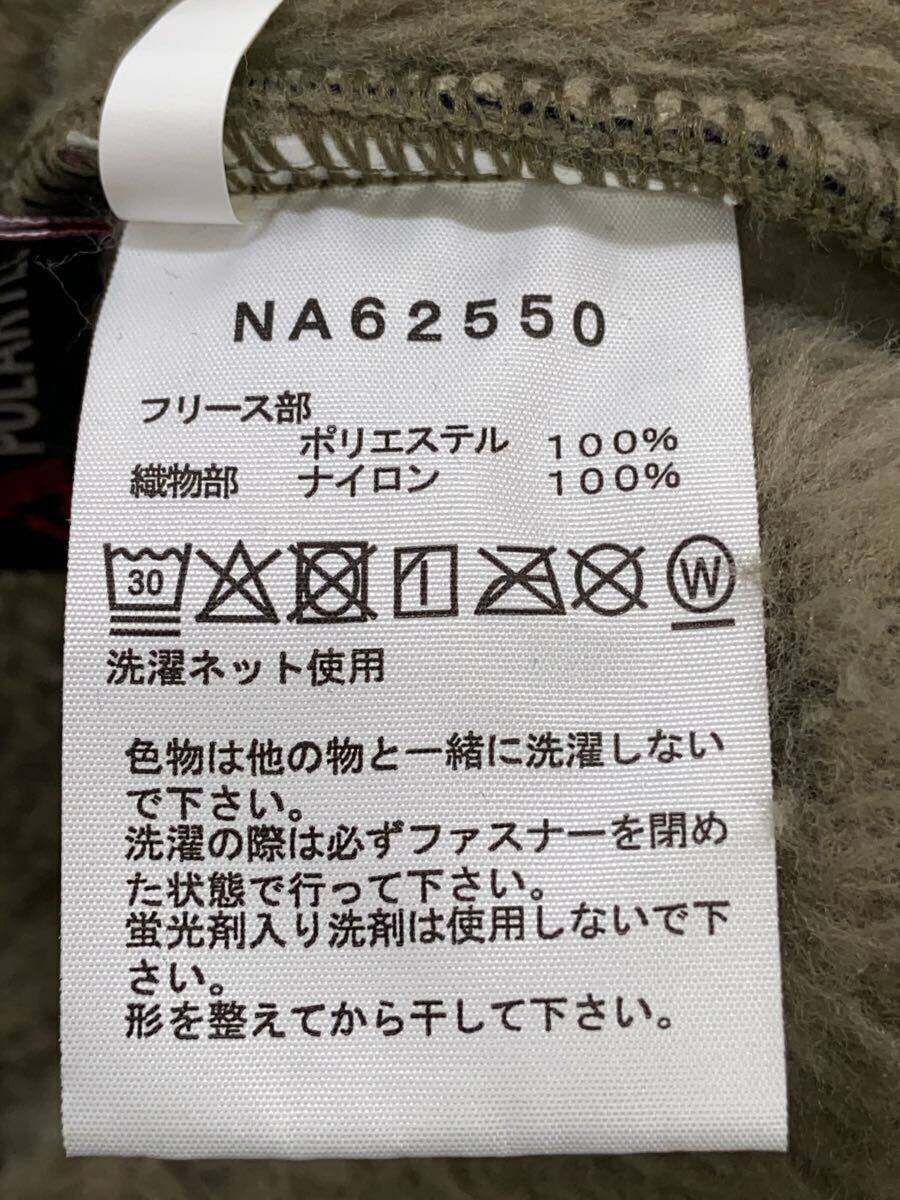 NA62550
フリース部
ポリエステル 100%
織物部 ナイロン 100%
30
W
洗濯ネット使用
色物は他の物と一緒に洗濯しない
で下さい。
洗濯の際は必ずファスナーを閉め
た状態で行って下さい。
蛍光剤入り洗剤は使用しないで下
さい。
形を整えてから干して下さい。